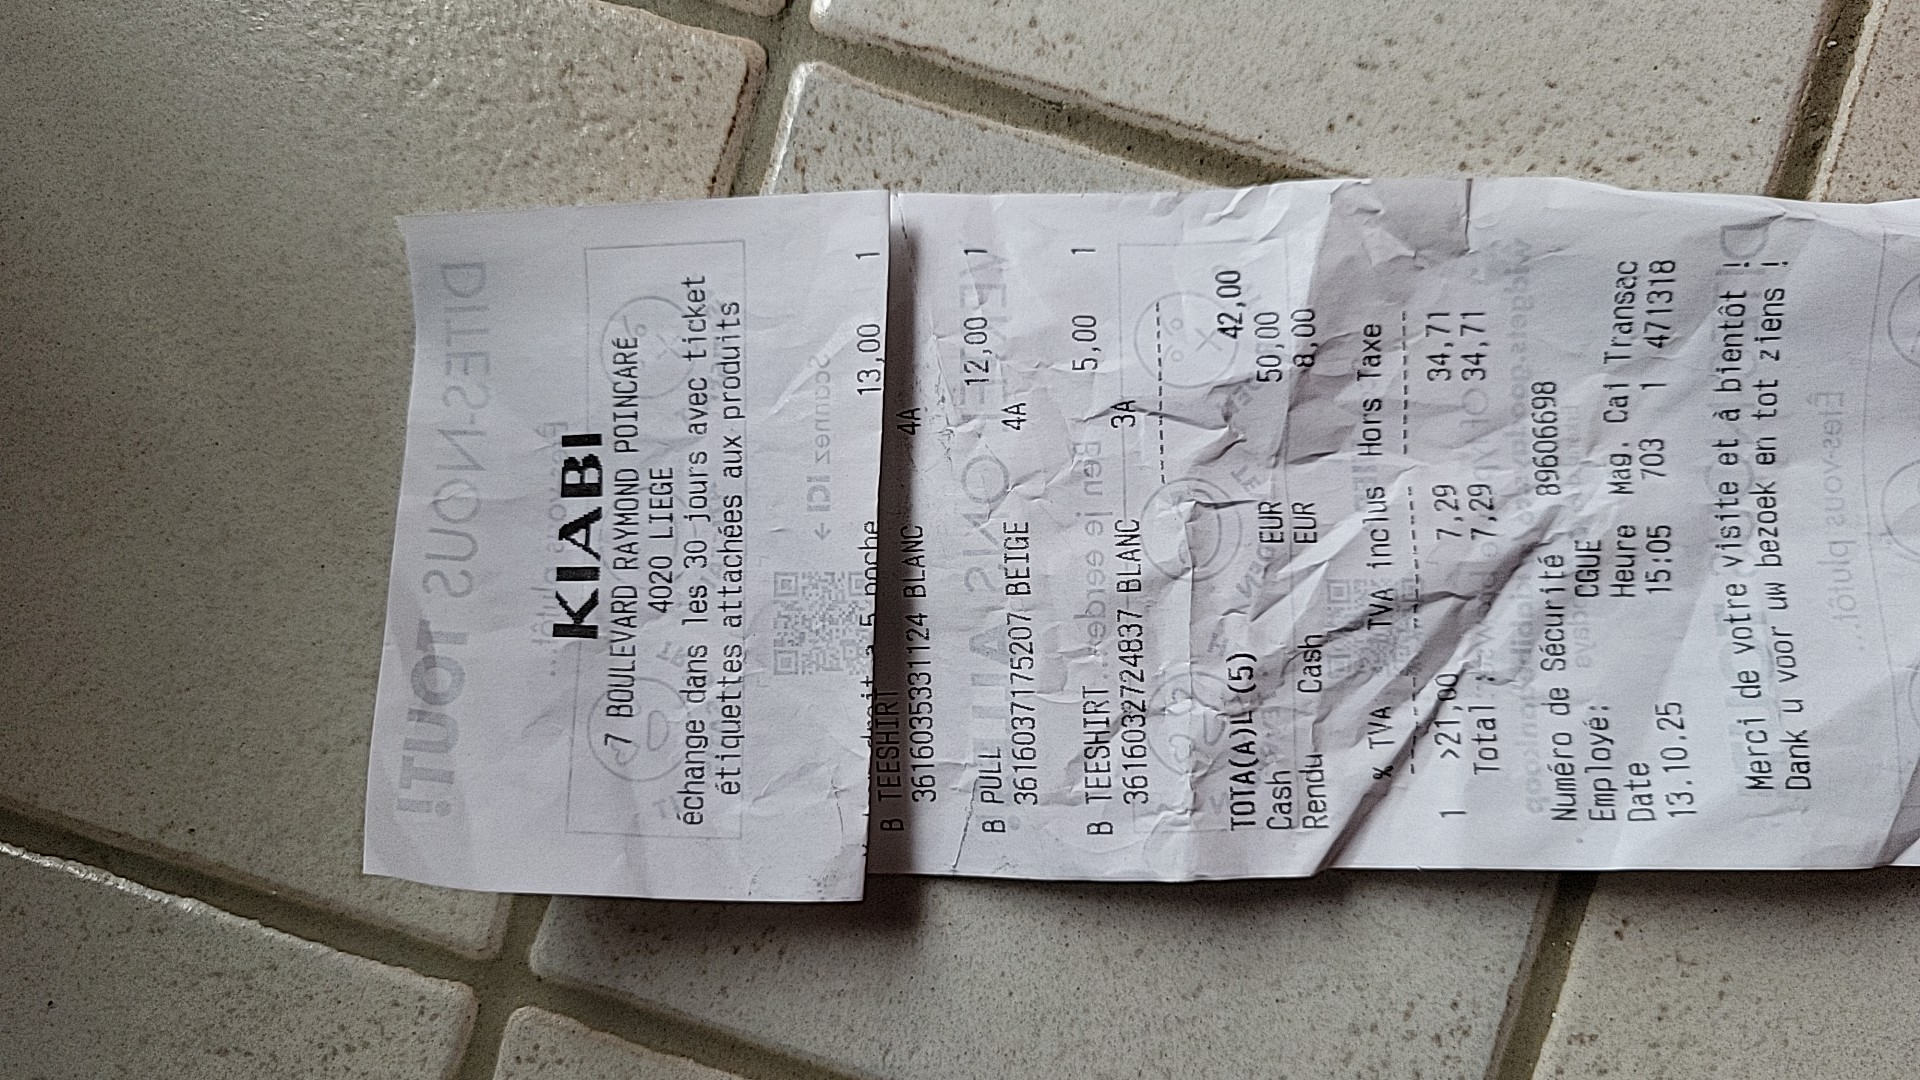 KIABI
7 BOULEVARD RAYMOND POINCARÉ
4020 LIEGE
échange dans les 30 jours avec ticket
étiquettes attachées aux produits
5 poche 13,00 1
B TEESHIRT 4A
3616035331124 BLANC
12,00 1
B PULL 4A
3616037175207 BEIGE
5,00 1
B TEESHIRT 3A
3616032724837 BLANC
TOTA(A)L(5) 42,00
Cash EUR 50,00
Rendu Cash EUR 8,00
% TVA TVA inclus Hors Taxe
1 >21,00 7,29 34,71
Total : 7,29 34,71
Numéro de Sécurité 89606698
Employé: CGUE
Date Heure Mag. Cai Transac
13.10.25 15:05 703 1 471318
Merci de votre visite et à bientôt !
Dank u voor uw bezoek en tot ziens !